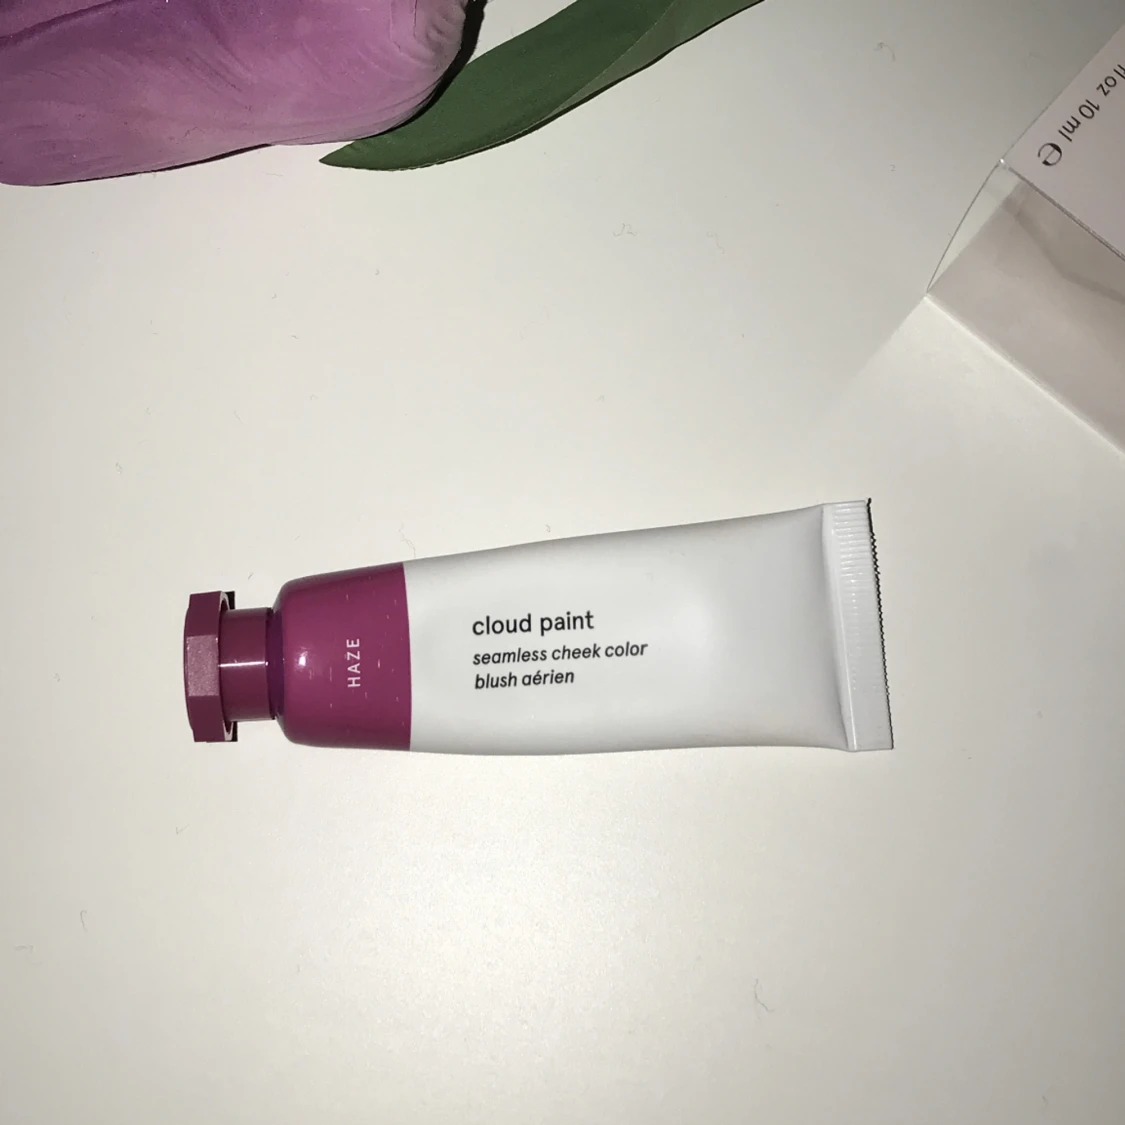 fl oz 10 ml ℮
HAZE
cloud paint
seamless cheek color
blush aérien